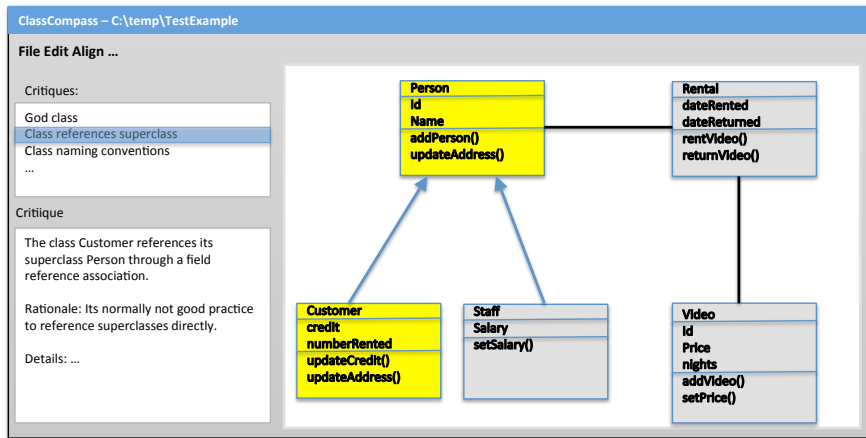 ClassCompass – C:\temp\TestExample
File Edit Align ...
Critiques:
God class
Class references superclass
Class naming conventions
...
Critiique
The class Customer references its
superclass Person through a field
reference association.
Rationale: Its normally not good practice
to reference superclasses directly.
Details: ...
Person
Id
Name
addPerson()
updateAddress()
Rental
dateRented
dateReturned
rentVideo()
returnVideo()
Customer
credit
numberRented
updateCredit()
updateAddress()
Staff
Salary
setSalary()
Video
Id
Price
nights
addVideo()
setPrice()